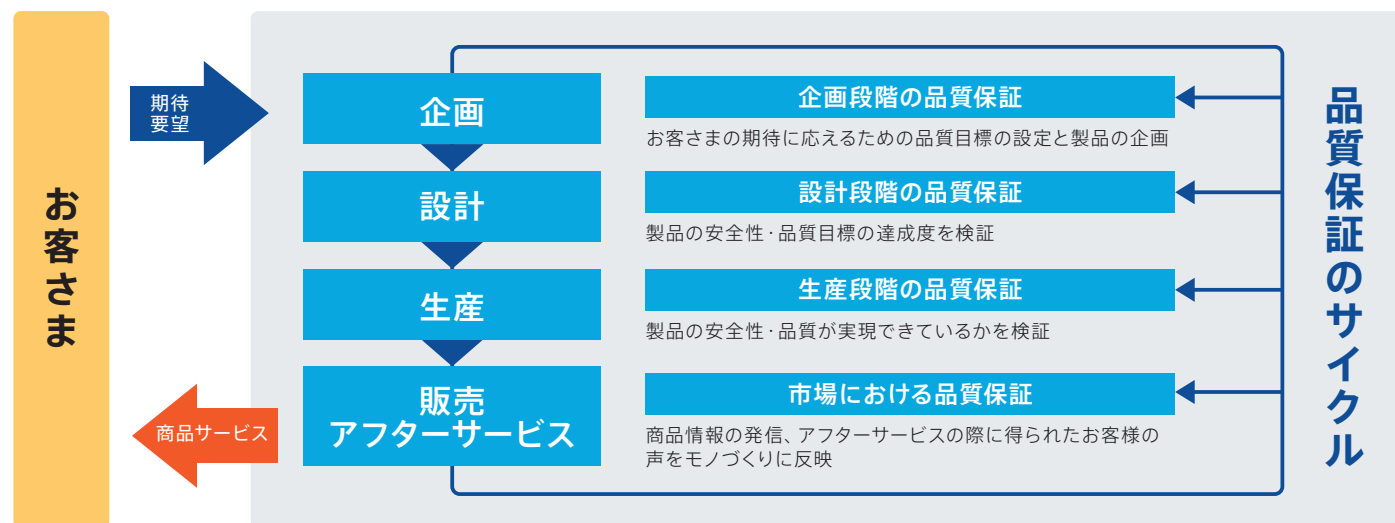 お客さま
期待
要望
商品サービス
企画
設計
生産
販売
アフターサービス
企画段階の品質保証
お客さまの期待に応えるための品質目標の設定と製品の企画
設計段階の品質保証
製品の安全性·品質目標の達成度を検証
生産段階の品質保証
製品の安全性·品質が実現できているかを検証
市場における品質保証
商品情報の発信、アフターサービスの際に得られたお客様の
声をモノづくりに反映
品質保証のサイクル